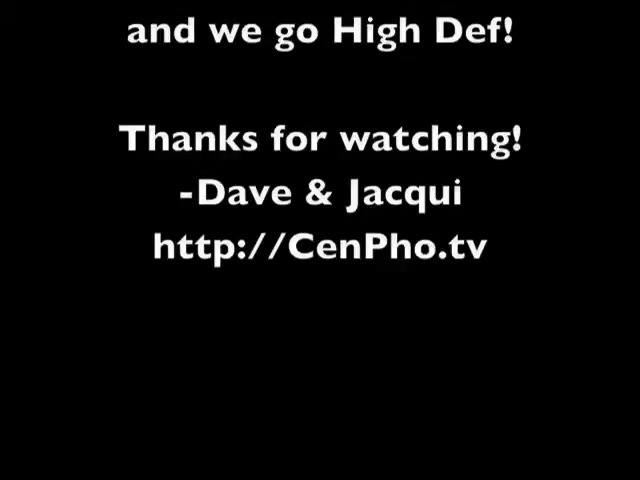 and we go High Def!
Thanks for watching!
-Dave & Jacqui
http://CenPho.tv